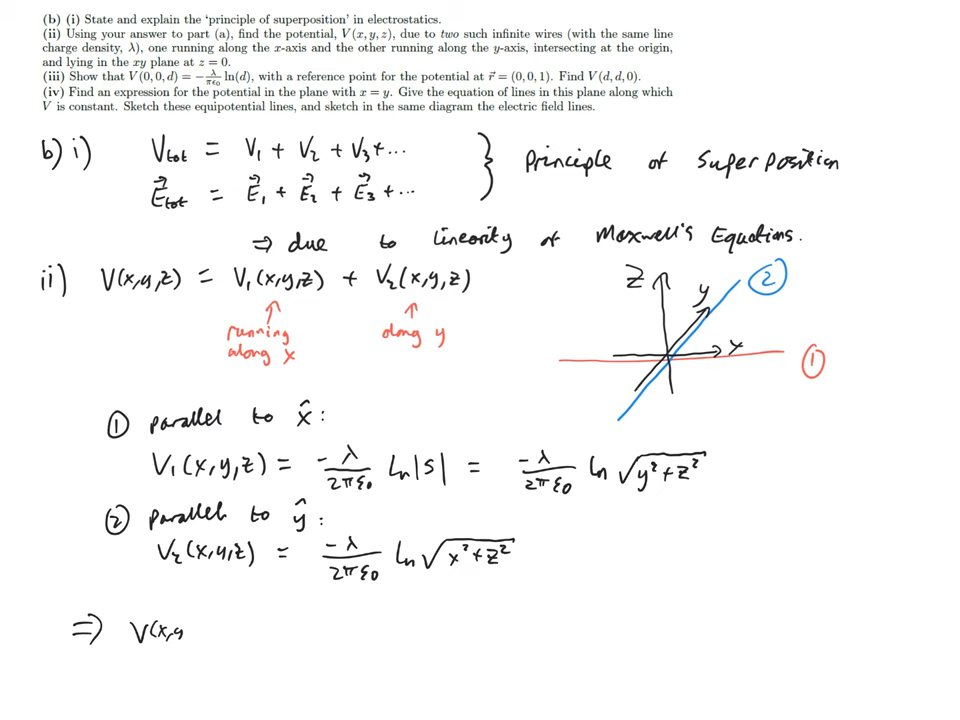 (b) (i) State and explain the 'principle of superposition' in electrostatics.
(ii) Using your answer to part (a), find the potential, V(x, y, z), due to two such infinite wires (with the same line
charge density, λ), one running along the x-axis and the other running along the y-axis, intersecting at the origin,
and lying in the xy plane at z = 0.
(iii) Show that V(0, 0, d) = −λ/(πϵ₀) ln(d), with a reference point for the potential at r⃗ = (0, 0, 1). Find V(d, d, 0).
(iv) Find an expression for the potential in the plane with x = y. Give the equation of lines in this plane along which
V is constant. Sketch these equipotential lines, and sketch in the same diagram the electric field lines.
b) i) V_tot = V₁ + V₂ + V₃ + ...
E⃗_tot = E⃗₁ + E⃗₂ + E⃗₃ + ...
} Principle of Superposition
⇒ due to linearity of Maxwell's Equations.
ii) V(x,y,z) = V₁(x,y,z) + V₂(x,y,z)
↑ running along x
↑ along y
z y x
② ①
① parallel to x̂ :
V₁(x,y,z) = −λ/(2πε₀) ln|s| = −λ/(2πε₀) ln √(y²+z²)
② parallel to ŷ :
V₂(x,y,z) = −λ/(2πε₀) ln √(x²+z²)
⇒ V(x,y